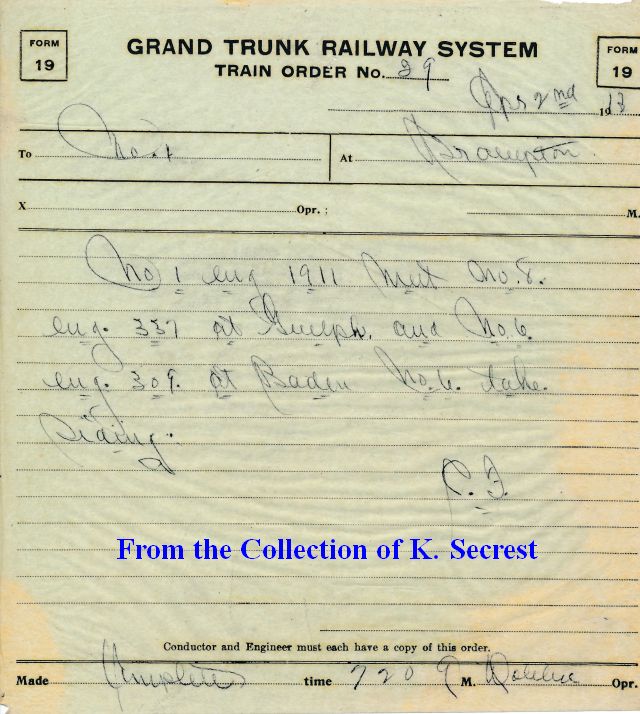 FORM 19
GRAND TRUNK RAILWAY SYSTEM
FORM 19
TRAIN ORDER No. 29
Apr 2nd 1913
To No. 1 At Brampton
X Opr.; M.
No 1 eng 1911 Meet No. 8.
eng. 337 at Guelph. and No. 6.
eng. 309. at Baden No. 6. take
siding.
From the Collection of K. Secrest
Conductor and Engineer must each have a copy of this order.
Made Complete time 720 P M. Opr.